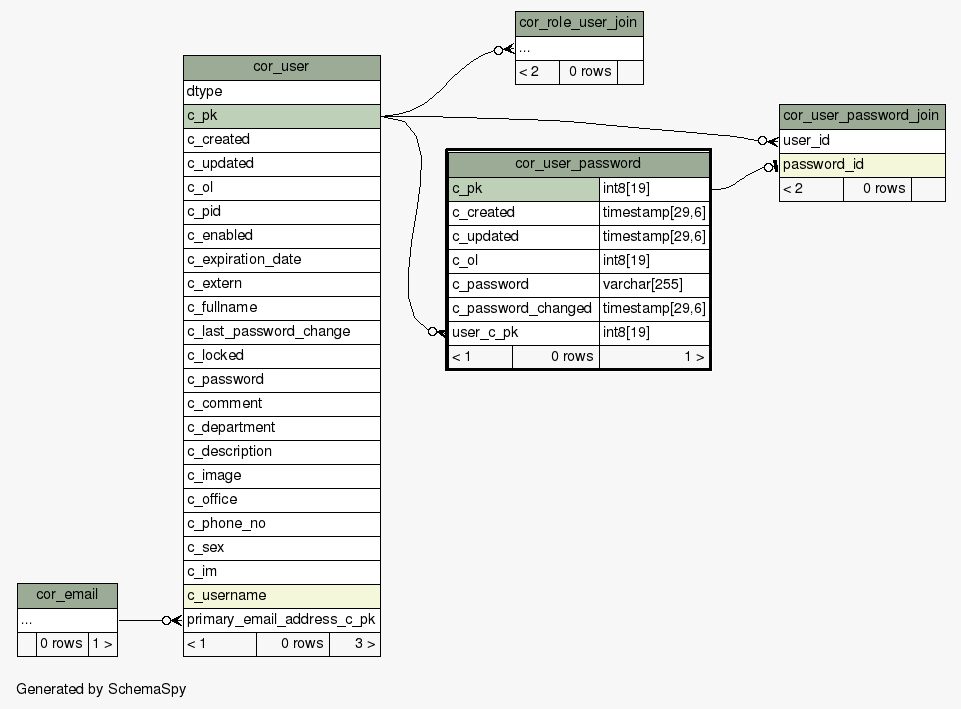 cor_role_user_join
...
< 2 0 rows
cor_user
dtype
c_pk
c_created
c_updated
c_ol
c_pid
c_enabled
c_expiration_date
c_extern
c_fullname
c_last_password_change
c_locked
c_password
c_comment
c_department
c_description
c_image
c_office
c_phone_no
c_sex
c_im
c_username
primary_email_address_c_pk
< 1 0 rows 3 >
cor_user_password_join
user_id
password_id
< 2 0 rows
cor_user_password
c_pk int8[19]
c_created timestamp[29,6]
c_updated timestamp[29,6]
c_ol int8[19]
c_password varchar[255]
c_password_changed timestamp[29,6]
user_c_pk int8[19]
< 1 0 rows 1 >
cor_email
...
0 rows 1 >
Generated by SchemaSpy